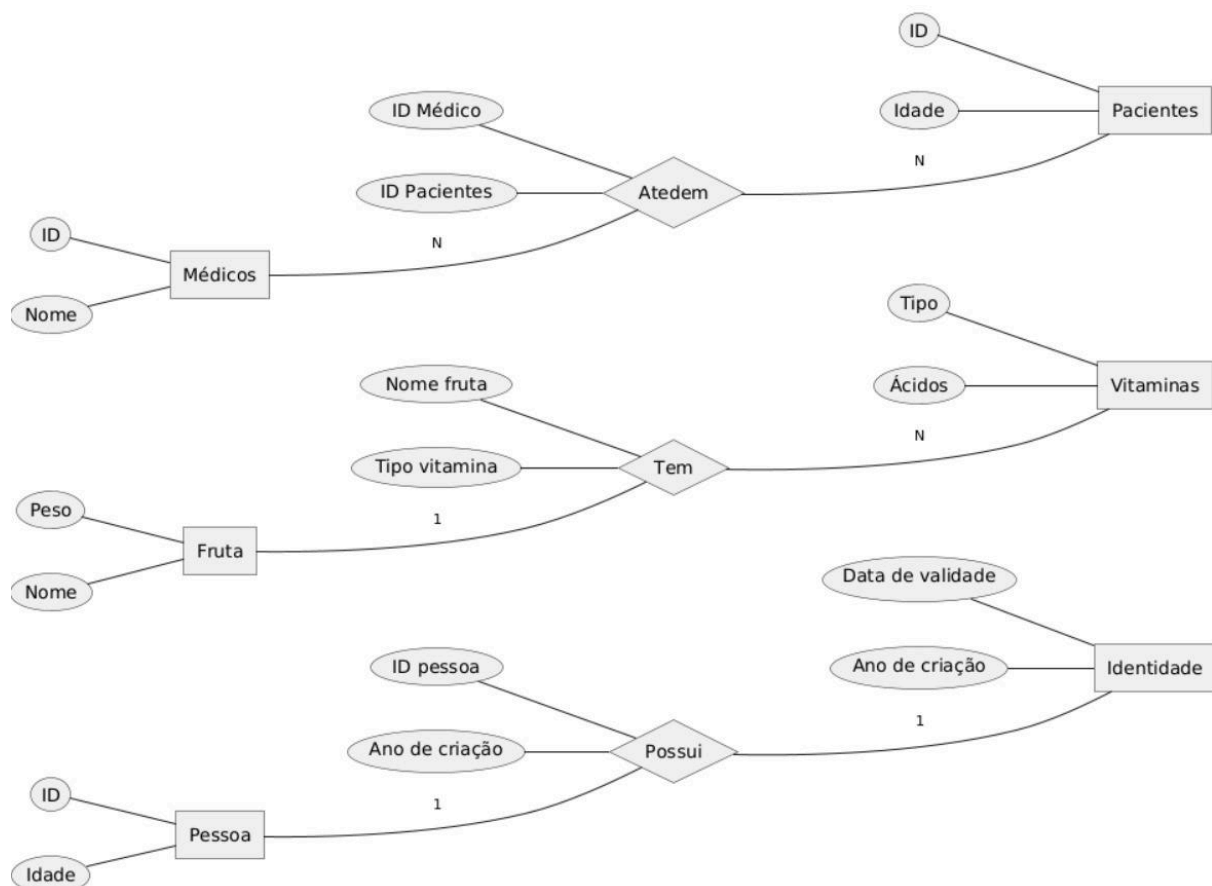 ID
Idade
Pacientes
N
ID Médico
ID Pacientes
Atedem
N
ID
Nome
Médicos
Tipo
Ácidos
Vitaminas
N
Nome fruta
Tipo vitamina
Tem
1
Peso
Nome
Fruta
Data de validade
Ano de criação
Identidade
1
ID pessoa
Ano de criação
Possui
1
ID
Idade
Pessoa